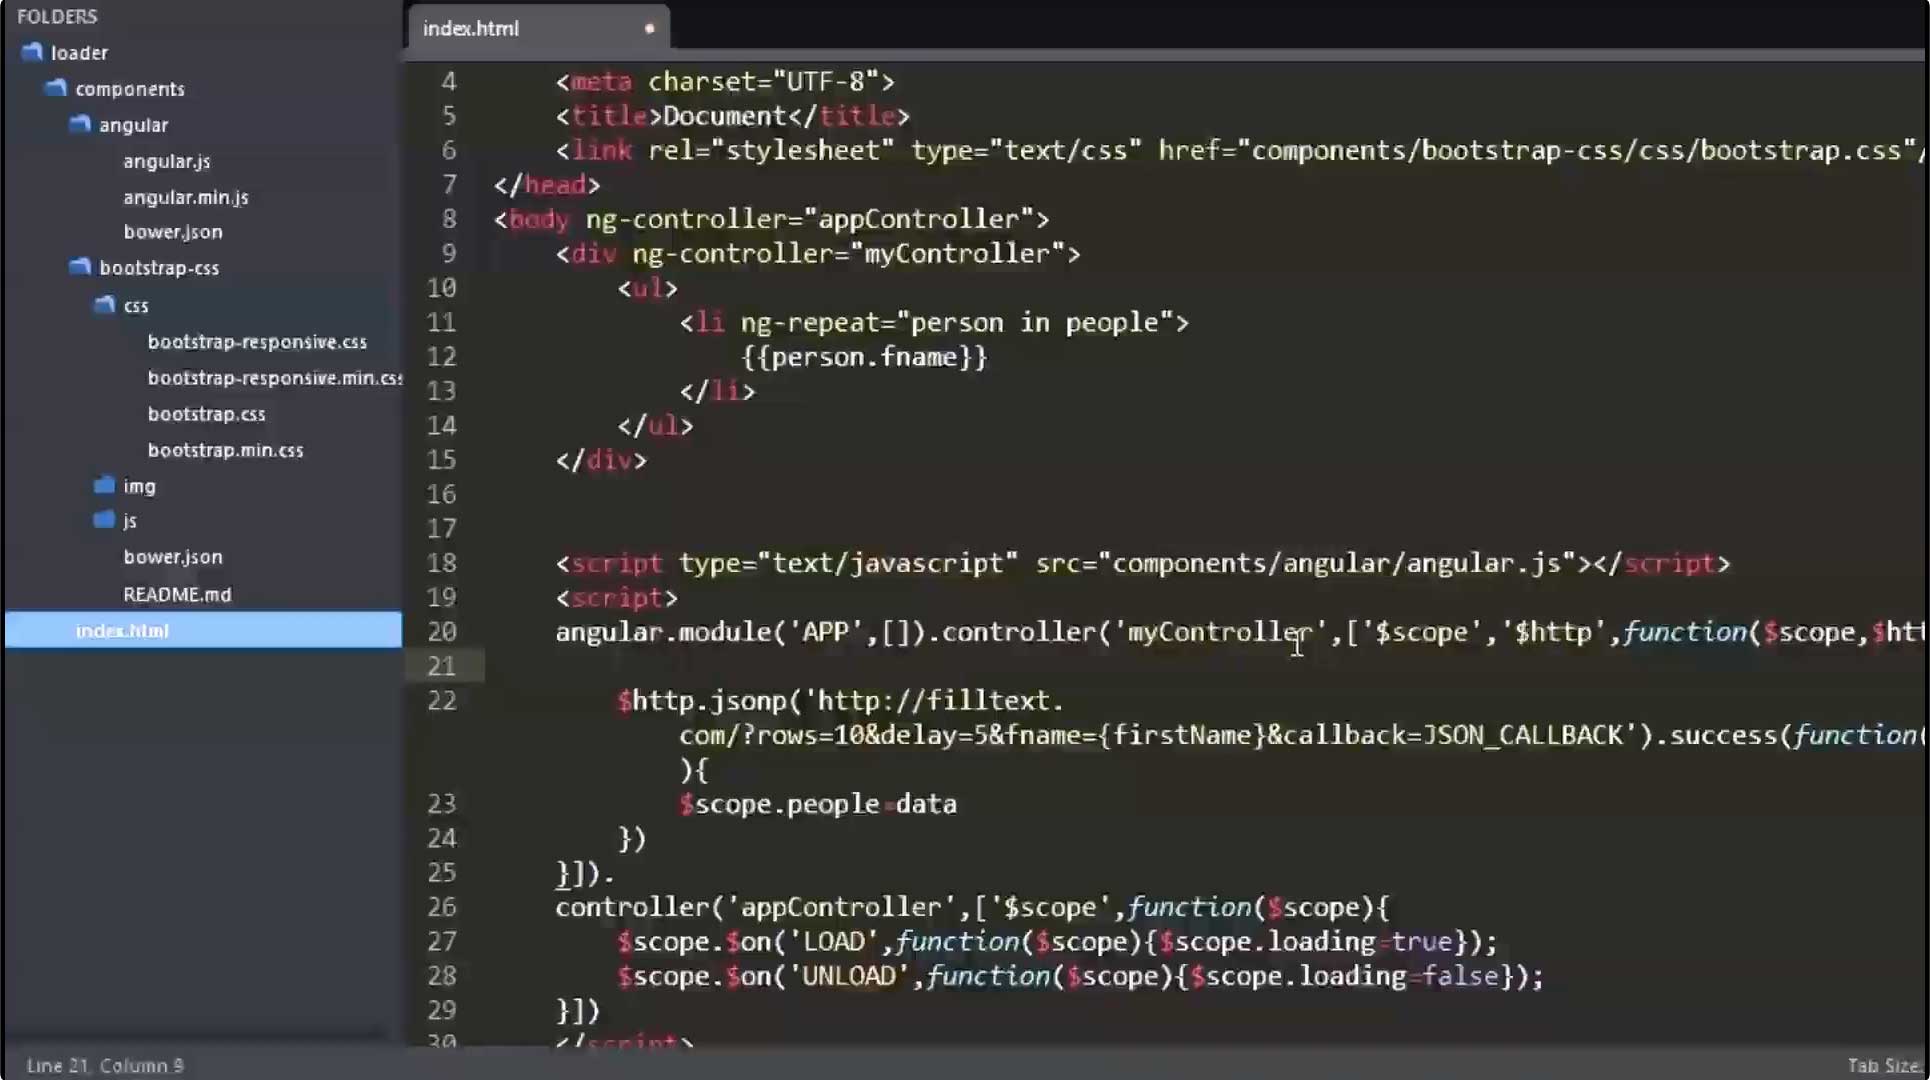 FOLDERS
loader
components
angular
angular.js
angular.min.js
bower.json
bootstrap-css
css
bootstrap-responsive.css
bootstrap-responsive.min.css
bootstrap.css
bootstrap.min.css
img
js
bower.json
README.md
index.html
index.html
4 <meta charset="UTF-8">
5 <title>Document</title>
6 <link rel="stylesheet" type="text/css" href="components/bootstrap-css/css/bootstrap.css"/
7 </head>
8 <body ng-controller="appController">
9 <div ng-controller="myController">
10 <ul>
11 <li ng-repeat="person in people">
12 {{person.fname}}
13 </li>
14 </ul>
15 </div>
16
17
18 <script type="text/javascript" src="components/angular/angular.js"></script>
19 <script>
20 angular.module('APP',[]).controller('myController',['$scope','$http',function($scope,$htt
21
22 $http.jsonp('http://filltext.
com/?rows=10&delay=5&fname={firstName}&callback=JSON_CALLBACK').success(function(
){
23 $scope.people=data
24 })
25 }]).
26 controller('appController',['$scope',function($scope){
27 $scope.$on('LOAD',function($scope){$scope.loading=true});
28 $scope.$on('UNLOAD',function($scope){$scope.loading=false});
29 }])
30 </script>
Line 21, Column 9
Tab Size